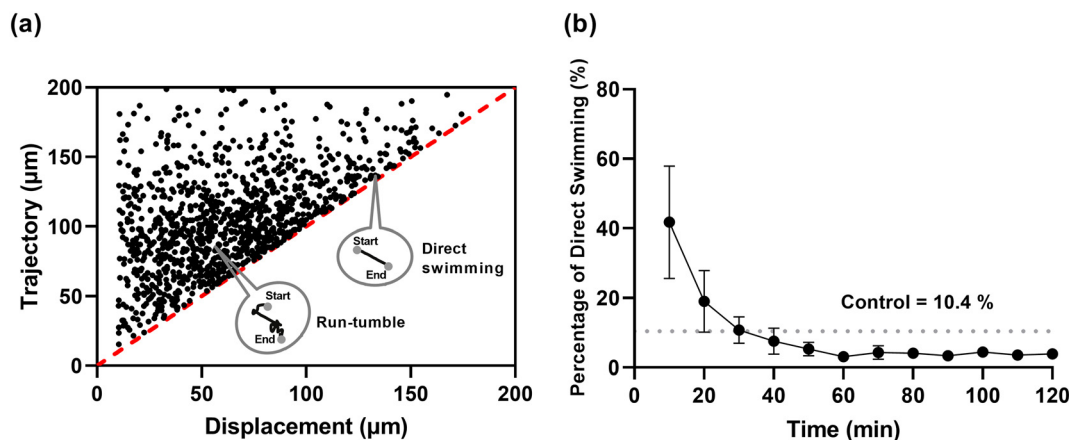 (a)
Trajectory (μm)
200
150
100
50
0
Start
End
Direct
swimming
Start
End
Run-tumble
0
50
100
150
200
Displacement (μm)
(b)
Percentage of Direct Swimming (%)
80
60
40
20
0
Control = 10.4 %
0
20
40
60
80
100
120
Time (min)